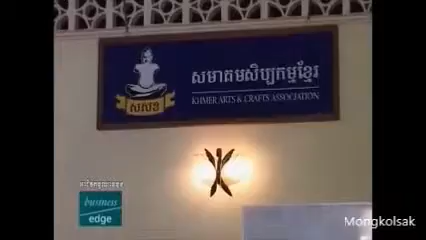 សមាគមសិប្បកម្មខ្មែរ
KHMER ARTS & CRAFTS ASSOCIATION
សសខ
business
edge
Mongkolsak